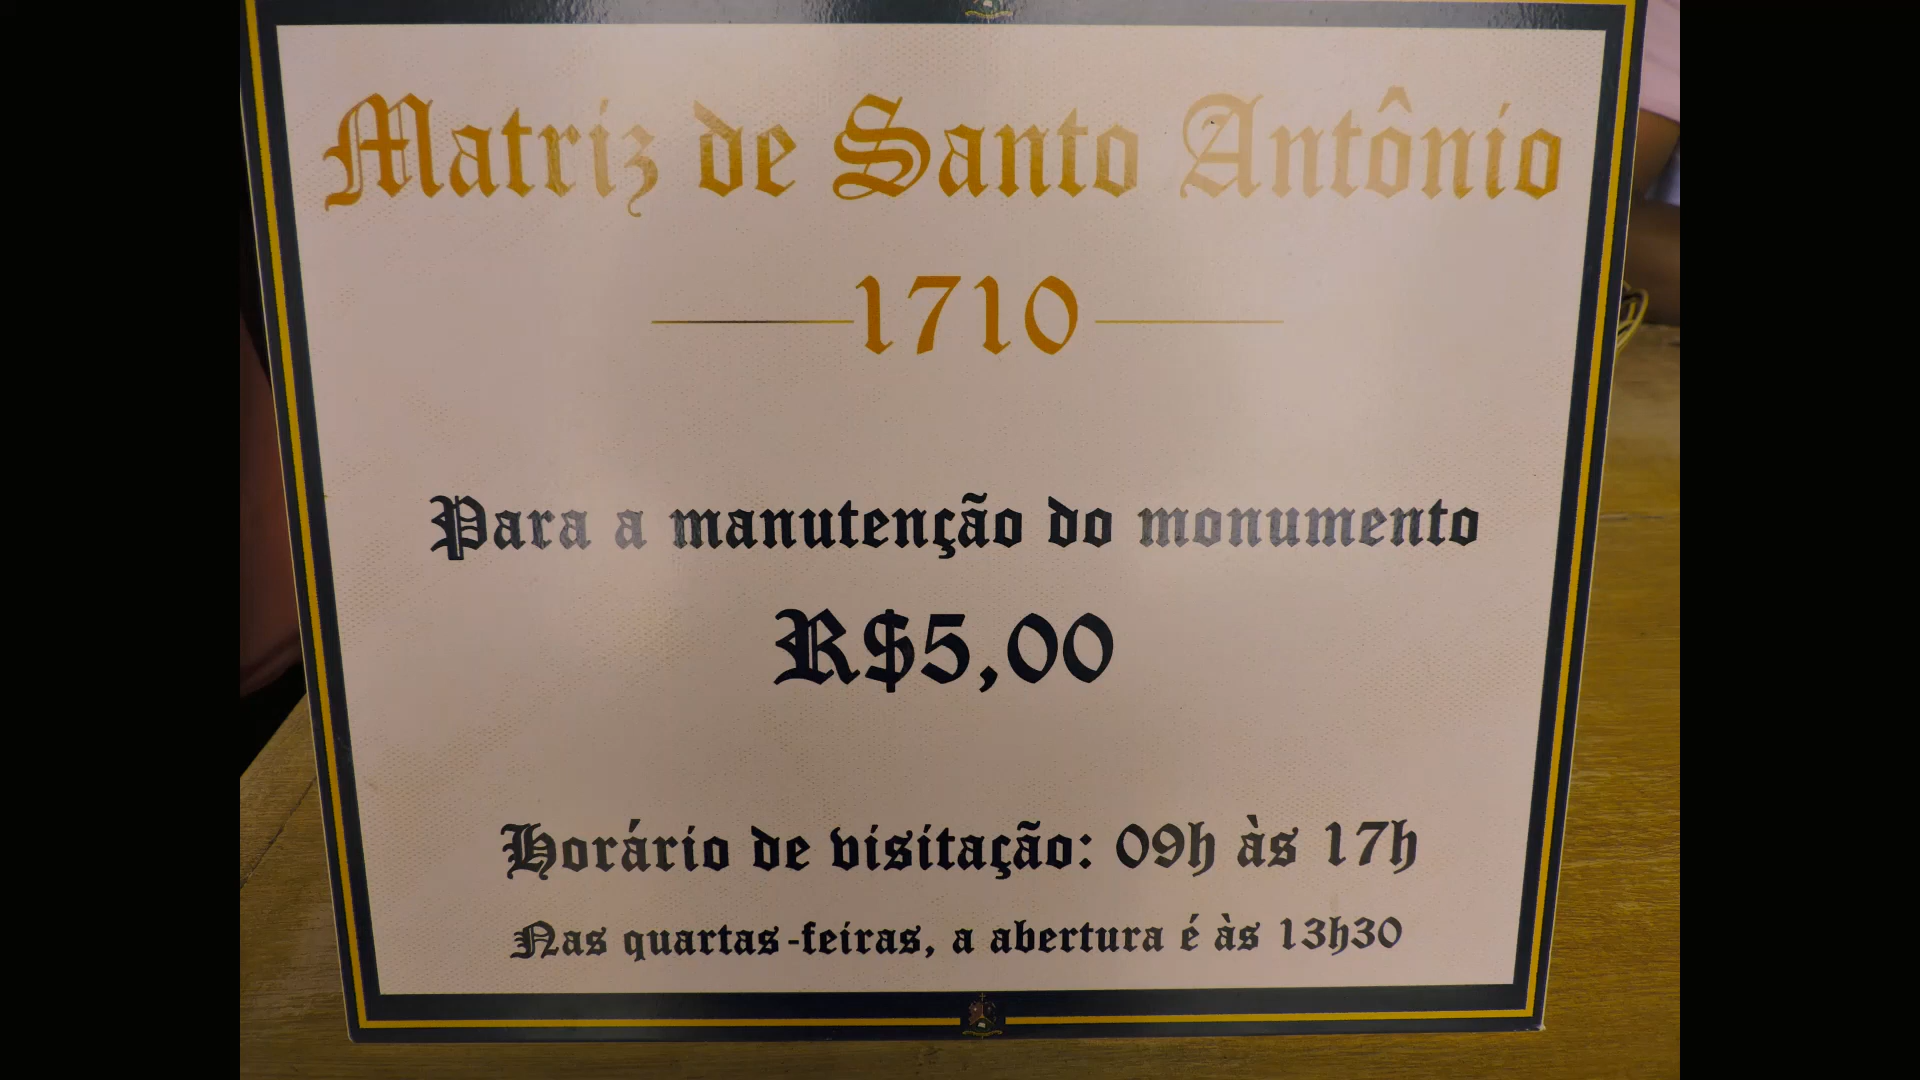 Matriz de Santo Antônio
1710
Para a manutenção do monumento
R$5,00
Horário de visitação: 09h às 17h
Nas quartas-feiras, a abertura é às 13h30